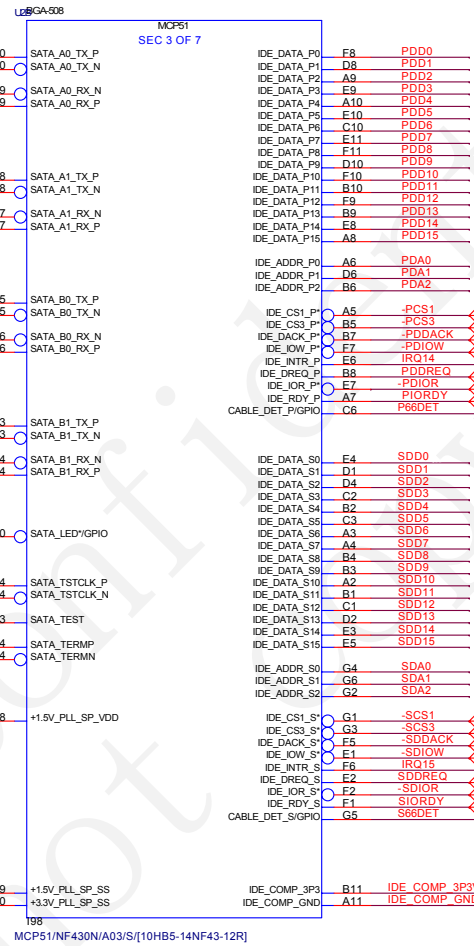 BGA-508
MCP51
SEC 3 OF 7
SATA_A0_TX_P
SATA_A0_TX_N
SATA_A0_RX_N
SATA_A0_RX_P
SATA_A1_TX_P
SATA_A1_TX_N
SATA_A1_RX_N
SATA_A1_RX_P
SATA_B0_TX_P
SATA_B0_TX_N
SATA_B0_RX_N
SATA_B0_RX_P
SATA_B1_TX_P
SATA_B1_TX_N
SATA_B1_RX_N
SATA_B1_RX_P
SATA_LED*/GPIO
SATA_TSTCLK_P
SATA_TSTCLK_N
SATA_TEST
SATA_TERMP
SATA_TERMN
+1.5V_PLL_SP_VDD
+1.5V_PLL_SP_SS
+3.3V_PLL_SP_SS
IDE_DATA_P0 F8 PDD0
IDE_DATA_P1 D8 PDD1
IDE_DATA_P2 A9 PDD2
IDE_DATA_P3 E9 PDD3
IDE_DATA_P4 A10 PDD4
IDE_DATA_P5 E10 PDD5
IDE_DATA_P6 C10 PDD6
IDE_DATA_P7 E11 PDD7
IDE_DATA_P8 F11 PDD8
IDE_DATA_P9 D10 PDD9
IDE_DATA_P10 F10 PDD10
IDE_DATA_P11 B10 PDD11
IDE_DATA_P12 F9 PDD12
IDE_DATA_P13 B9 PDD13
IDE_DATA_P14 E8 PDD14
IDE_DATA_P15 A8 PDD15
IDE_ADDR_P0 A6 PDA0
IDE_ADDR_P1 D6 PDA1
IDE_ADDR_P2 B6 PDA2
IDE_CS1_P* A5 -PCS1
IDE_CS3_P* B5 -PCS3
IDE_DACK_P* B7 -PDDACK
IDE_IOW_P* F7 -PDIOW
IDE_INTR_P E6 IRQ14
IDE_DREQ_P B8 PDDREQ
IDE_IOR_P* E7 -PDIOR
IDE_RDY_P A7 PIORDY
CABLE_DET_P/GPIO C6 P66DET
IDE_DATA_S0 E4 SDD0
IDE_DATA_S1 D1 SDD1
IDE_DATA_S2 D4 SDD2
IDE_DATA_S3 C2 SDD3
IDE_DATA_S4 B2 SDD4
IDE_DATA_S5 C3 SDD5
IDE_DATA_S6 A3 SDD6
IDE_DATA_S7 A4 SDD7
IDE_DATA_S8 B4 SDD8
IDE_DATA_S9 B3 SDD9
IDE_DATA_S10 A2 SDD10
IDE_DATA_S11 B1 SDD11
IDE_DATA_S12 C1 SDD12
IDE_DATA_S13 D2 SDD13
IDE_DATA_S14 E3 SDD14
IDE_DATA_S15 E5 SDD15
IDE_ADDR_S0 G4 SDA0
IDE_ADDR_S1 G6 SDA1
IDE_ADDR_S2 G2 SDA2
IDE_CS1_S* G1 -SCS1
IDE_CS3_S* G3 -SCS3
IDE_DACK_S* F5 -SDDACK
IDE_IOW_S* E1 -SDIOW
IDE_INTR_S F6 IRQ15
IDE_DREQ_S E2 SDDREQ
IDE_IOR_S* F2 -SDIOR
IDE_RDY_S F1 SIORDY
CABLE_DET_S/GPIO G5 S66DET
IDE_COMP_3P3 B11 IDE_COMP_3P3V
IDE_COMP_GND A11 IDE_COMP_GND
I98
MCP51/NF430N/A03/S/[10HB5-14NF43-12R]